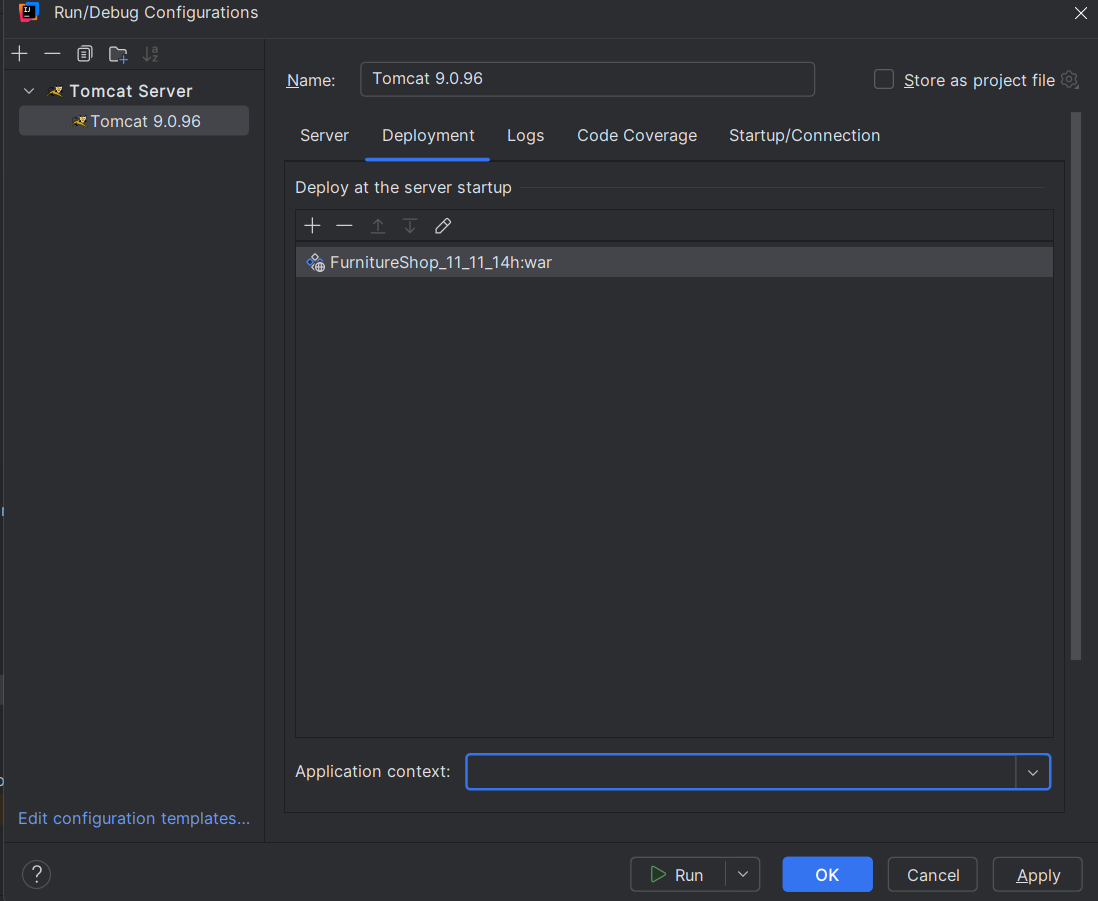 Run/Debug Configurations
Tomcat Server
Tomcat 9.0.96
Name: Tomcat 9.0.96 Store as project file
Server Deployment Logs Code Coverage Startup/Connection
Deploy at the server startup
FurnitureShop_11_11_14h:war
Application context:
Edit configuration templates...
? Run OK Cancel Apply